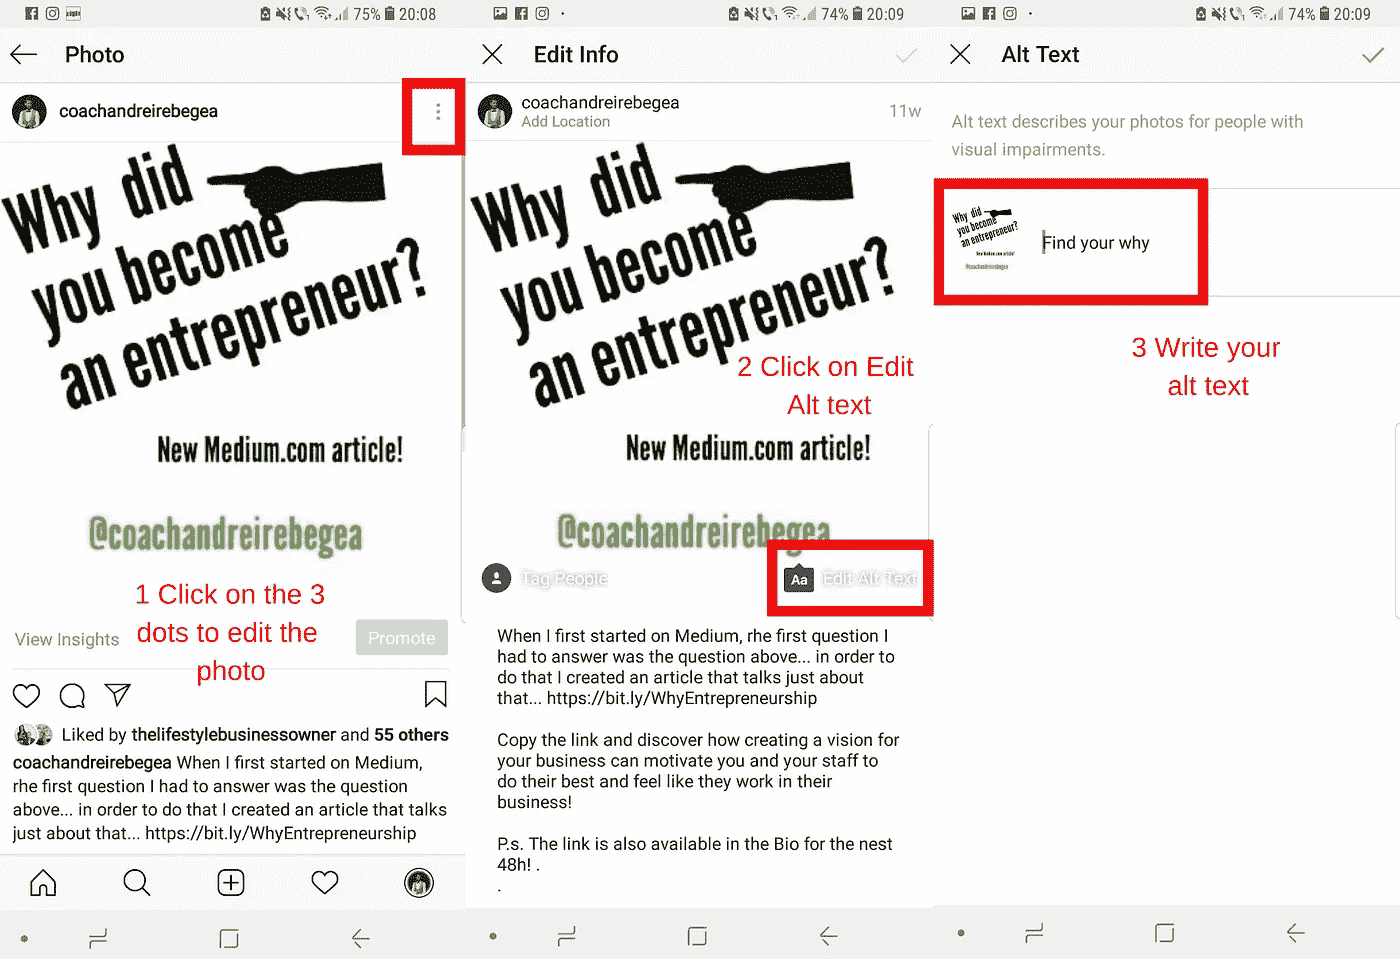 75% 20:08
Photo
coachandreirebegea
Why did
you become
an entrepreneur?
New Medium.com article!
@coachandreirebegea
1 Click on the 3
dots to edit the
photo
View Insights
Promote
Liked by thelifestylebusinessowner and 55 others
coachandreirebegea When I first started on Medium,
rhe first question I had to answer was the question
above... in order to do that I created an article that talks
just about that... https://bit.ly/WhyEntrepreneurship
74% 20:09
Edit Info
coachandreirebegea
Add Location
11w
Why did
you become
an entrepreneur?
2 Click on Edit
Alt text
New Medium.com article!
@coachandreirebegea
Tag People
Aa Edit Alt Text
When I first started on Medium, rhe first question I
had to answer was the question above... in order to
do that I created an article that talks just about
that... https://bit.ly/WhyEntrepreneurship
Copy the link and discover how creating a vision for
your business can motivate you and your staff to
do their best and feel like they work in their
business!
P.s. The link is also available in the Bio for the nest
48h! .
.
74% 20:09
Alt Text
Alt text describes your photos for people with
visual impairments.
Why did
you become
an entrepreneur?
New Medium.com article!
@coachandreirebegea
Find your why
3 Write your
alt text